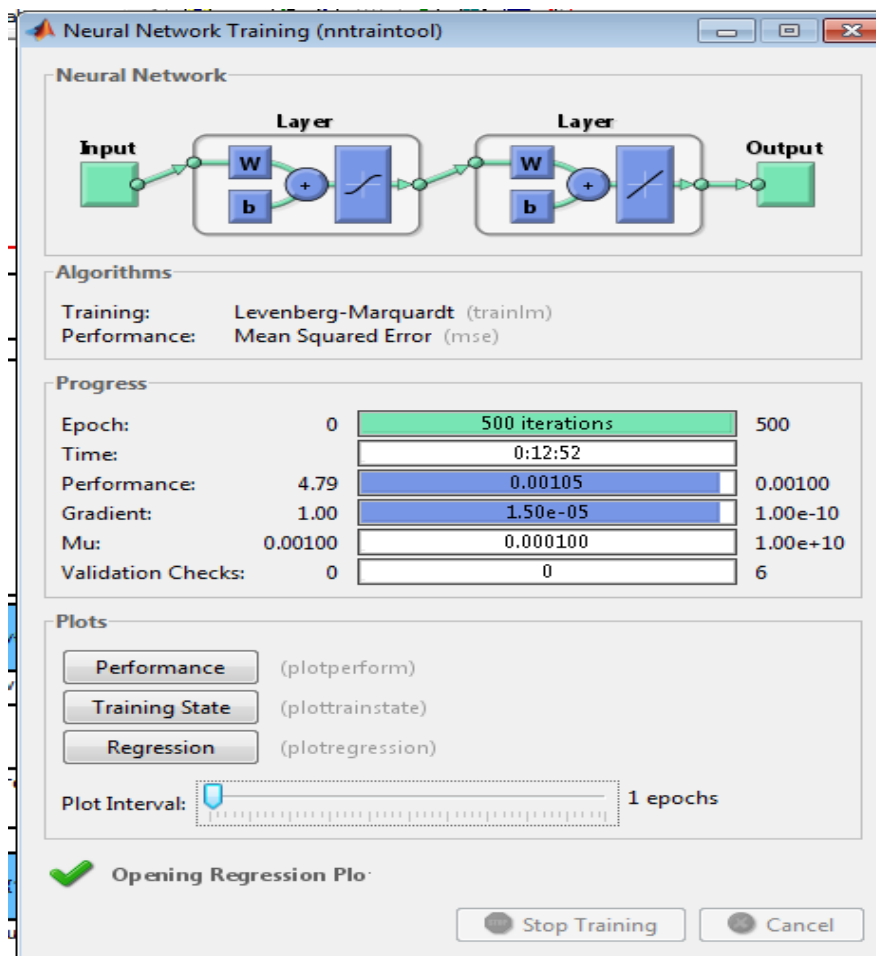 Neural Network Training (nntraintool)
Neural Network
Layer Layer
Input Output
W W
b b
+ +
Algorithms
Training: Levenberg-Marquardt (trainlm)
Performance: Mean Squared Error (mse)
Progress
Epoch: 0 500 iterations 500
Time: 0:12:52
Performance: 4.79 0.00105 0.00100
Gradient: 1.00 1.50e-05 1.00e-10
Mu: 0.00100 0.000100 1.00e+10
Validation Checks: 0 0 6
Plots
Performance (plotperform)
Training State (plottrainstate)
Regression (plotregression)
Plot Interval: 1 epochs
Opening Regression Plo
Stop Training Cancel